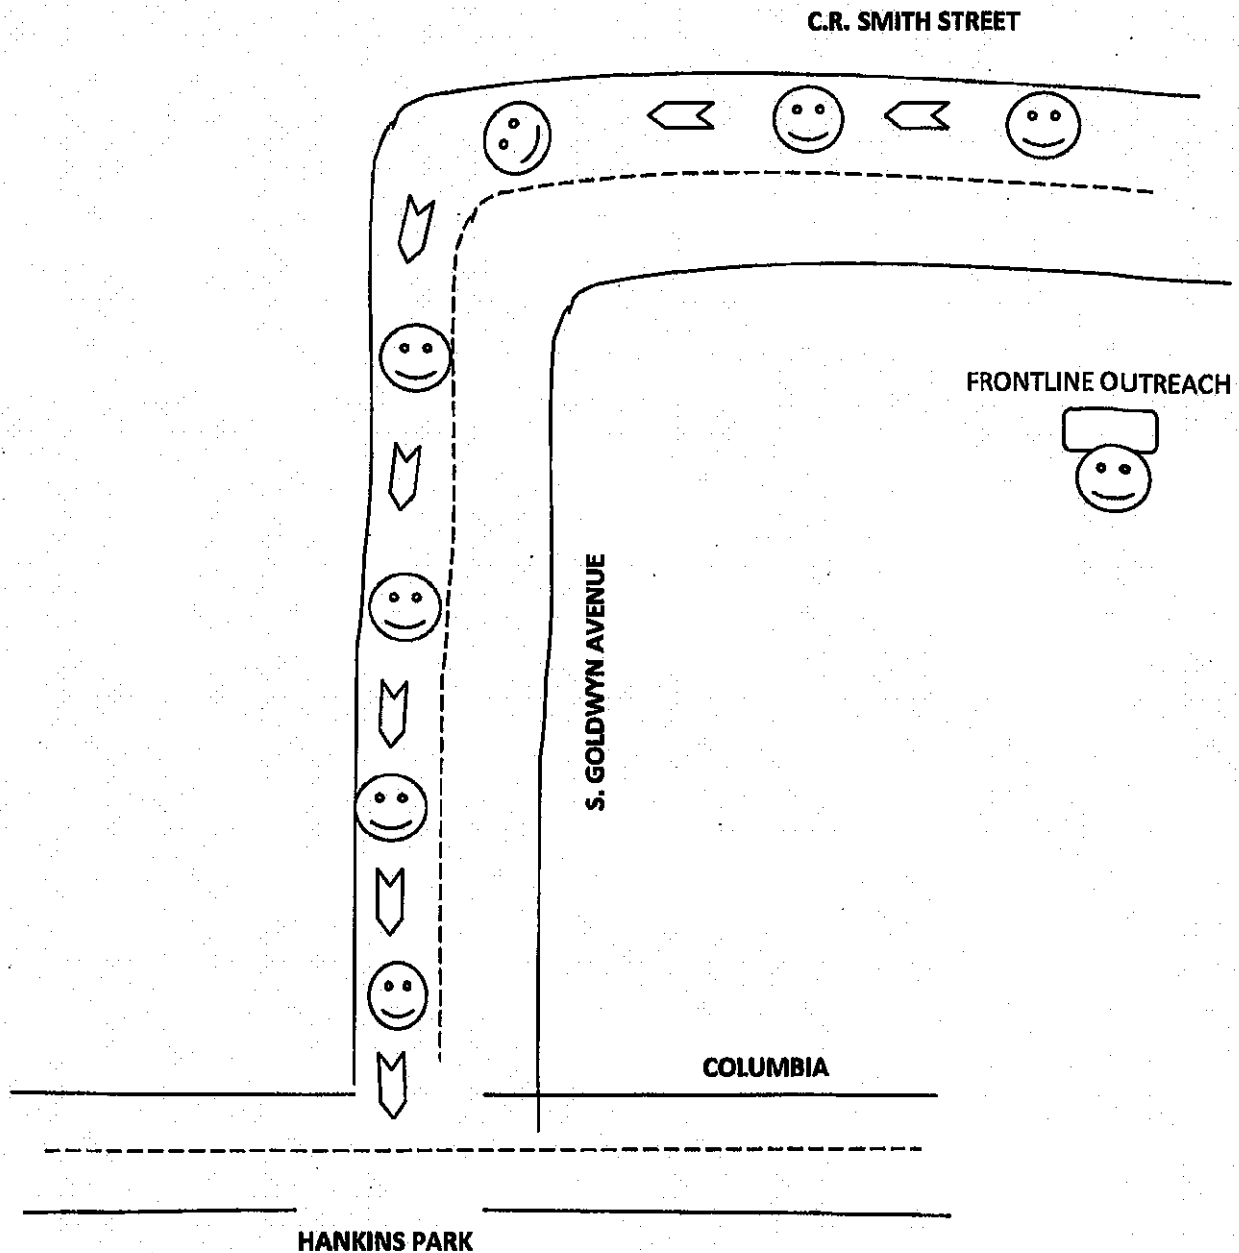 C.R. SMITH STREET
FRONTLINE OUTREACH
S. GOLDWYN AVENUE
COLUMBIA
HANKINS PARK